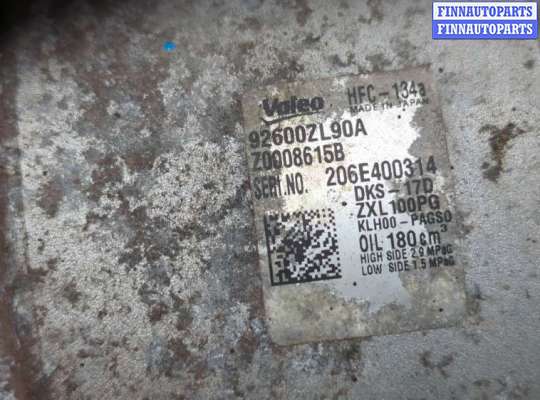 FINNAUTOPARTS
FINNAUTOPARTS
Valeo HFC-134a
MADE IN JAPAN
92600ZL90A
Z0008615B
SERI.NO. 206E400314
DKS-17D
ZXL100PG
KLH00-PAGS0
OIL 180cm³
HIGH SIDE 2.9 MPaG
LOW SIDE 1.5 MPaG